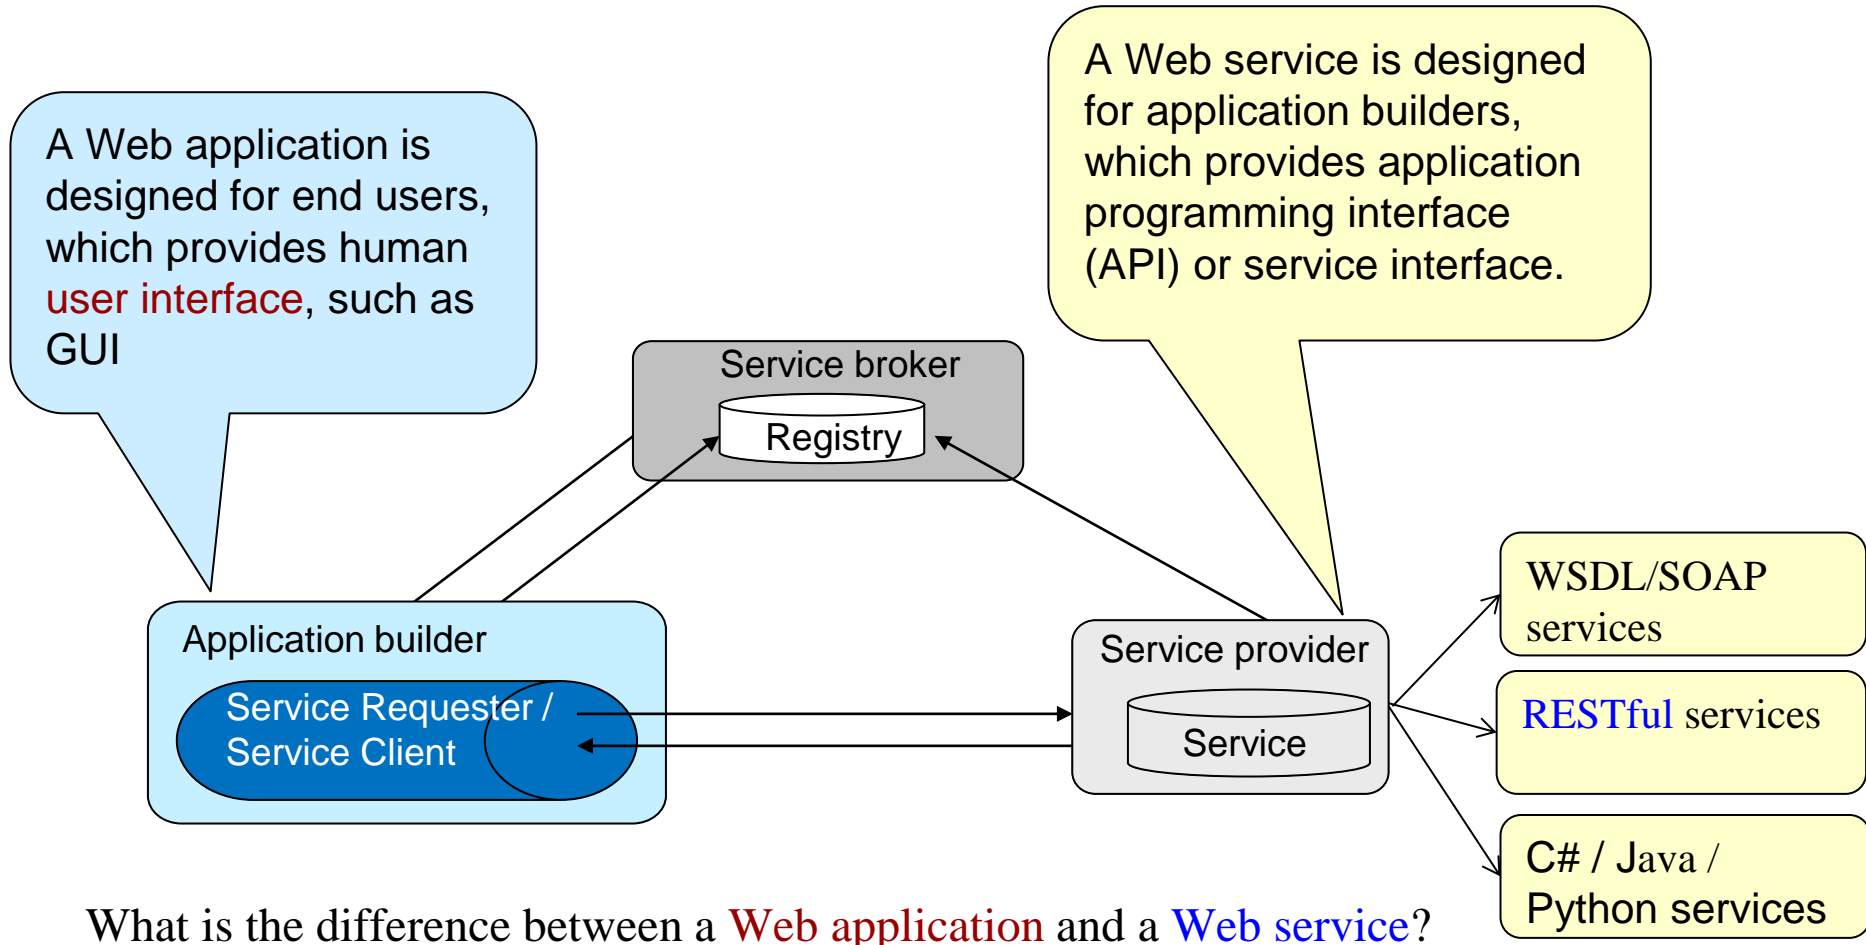 A Web application is
designed for end users,
which provides human
user interface, such as
GUI
A Web service is designed
for application builders,
which provides application
programming interface
(API) or service interface.
Service broker
Registry
Application builder
Service Requester /
Service Client
Service provider
Service
WSDL/SOAP
services
RESTful services
C# / Java /
Python services
What is the difference between a Web application and a Web service?